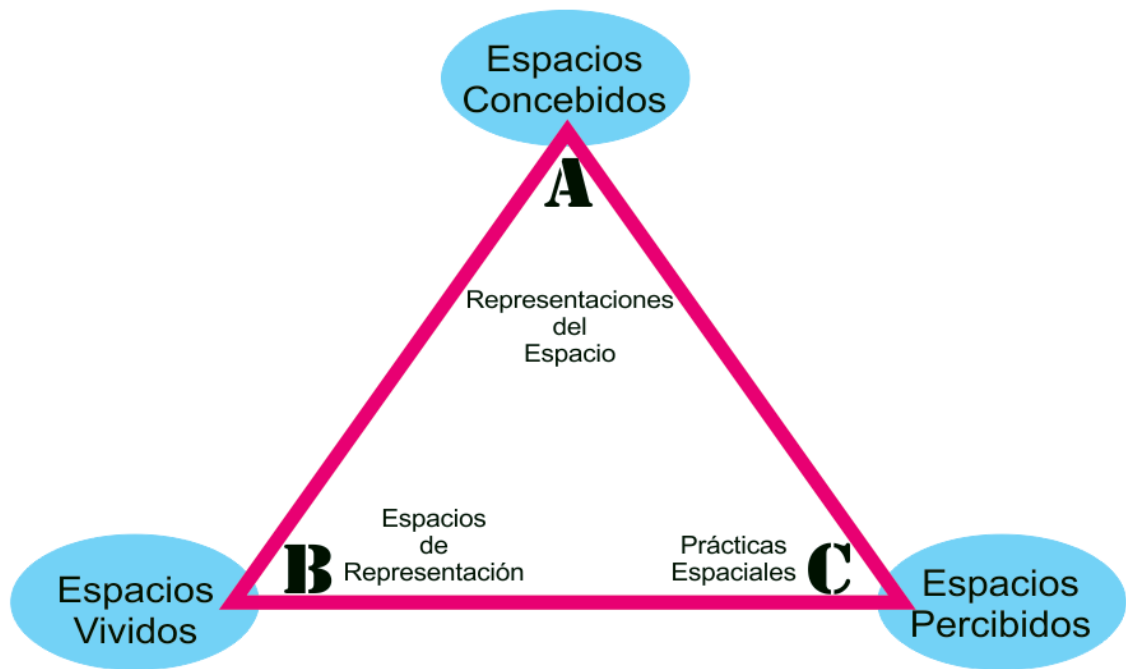 Espacios
Concebidos
A
Representaciones
del
Espacio
Espacios
de
Representación
B
Prácticas
Espaciales
C
Espacios
Vividos
Espacios
Percibidos